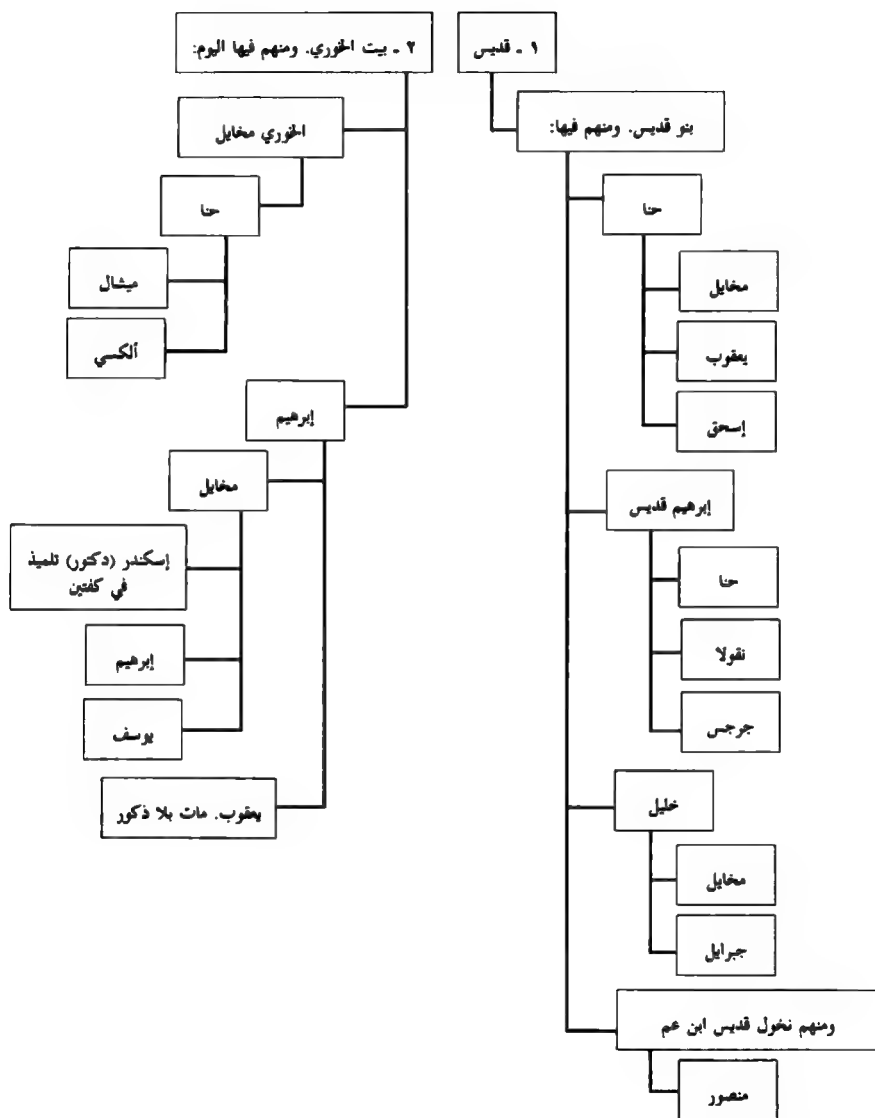 ١ ـ قديس
بنو قديس. ومنهم فيها:
حنا
مخايل
يعقوب
إسحق
إبرهيم قديس
حنا
نقولا
جرجس
خليل
مخايل
جبرايل
ومنهم نخول قديس ابن عم
منصور
٢ ـ بيت الخوري. ومنهم فيها اليوم:
الخوري مخايل
حنا
ميشال
ألكسي
إبرهيم
مخايل
إسكندر (دكتور) تلميذ
في كفتين
إبرهيم
يوسف
يعقوب. مات بلا ذكور